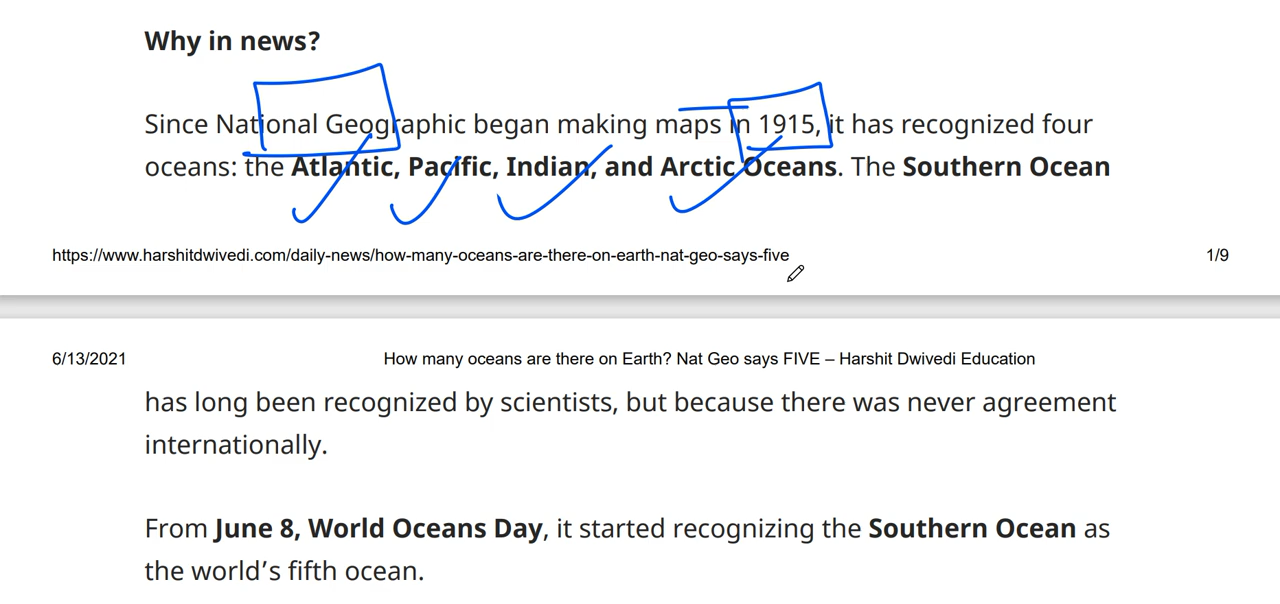 Why in news?
Since National Geographic began making maps in 1915, it has recognized four
oceans: the Atlantic, Pacific, Indian, and Arctic Oceans. The Southern Ocean
https://www.harshitdwivedi.com/daily-news/how-many-oceans-are-there-on-earth-nat-geo-says-five 1/9
6/13/2021 How many oceans are there on Earth? Nat Geo says FIVE – Harshit Dwivedi Education
has long been recognized by scientists, but because there was never agreement
internationally.
From June 8, World Oceans Day, it started recognizing the Southern Ocean as
the world’s fifth ocean.